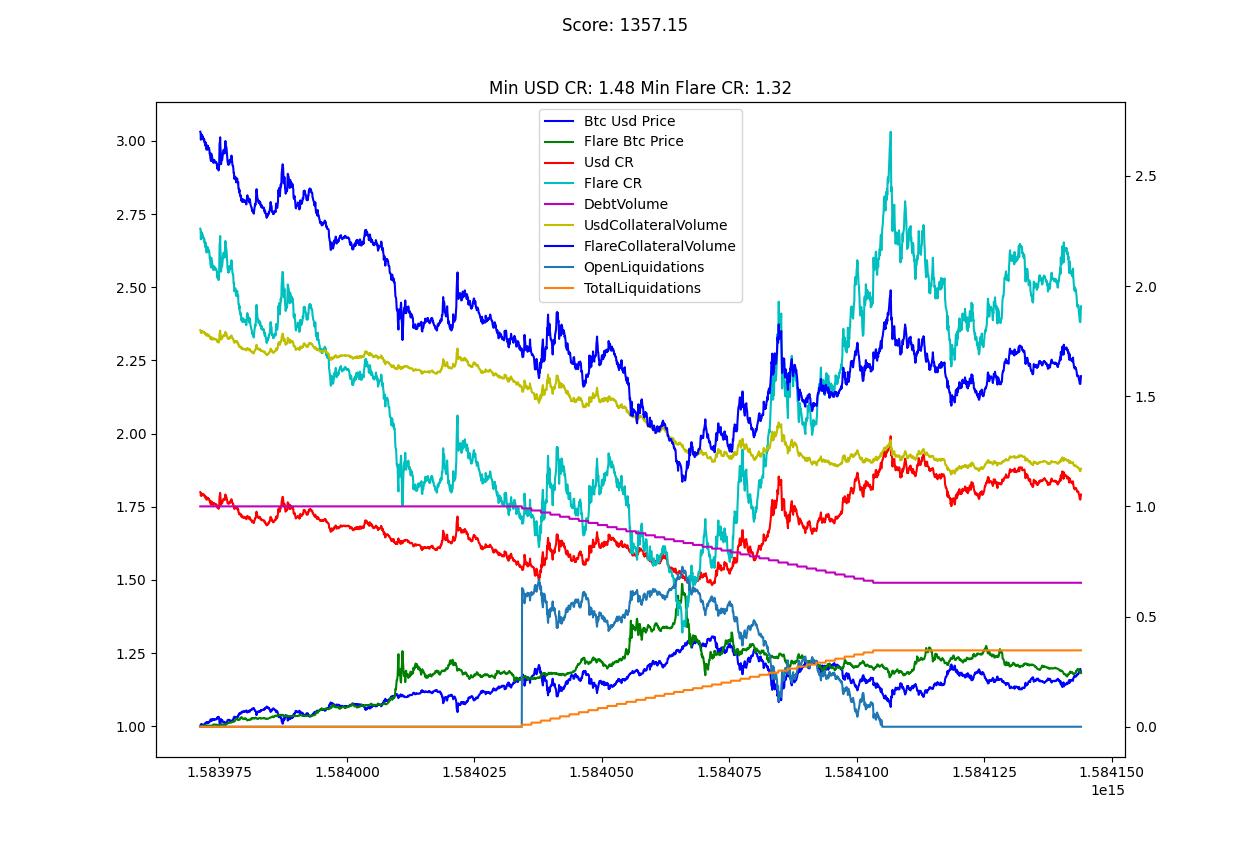 Score: 1357.15
Min USD CR: 1.48 Min Flare CR: 1.32
Btc Usd Price
Flare Btc Price
Usd CR
Flare CR
DebtVolume
UsdCollateralVolume
FlareCollateralVolume
OpenLiquidations
TotalLiquidations
3.00
2.75
2.50
2.25
2.00
1.75
1.50
1.25
1.00
2.5
2.0
1.5
1.0
0.5
0.0
1.583975 1.584000 1.584025 1.584050 1.584075 1.584100 1.584125 1.584150
1e15